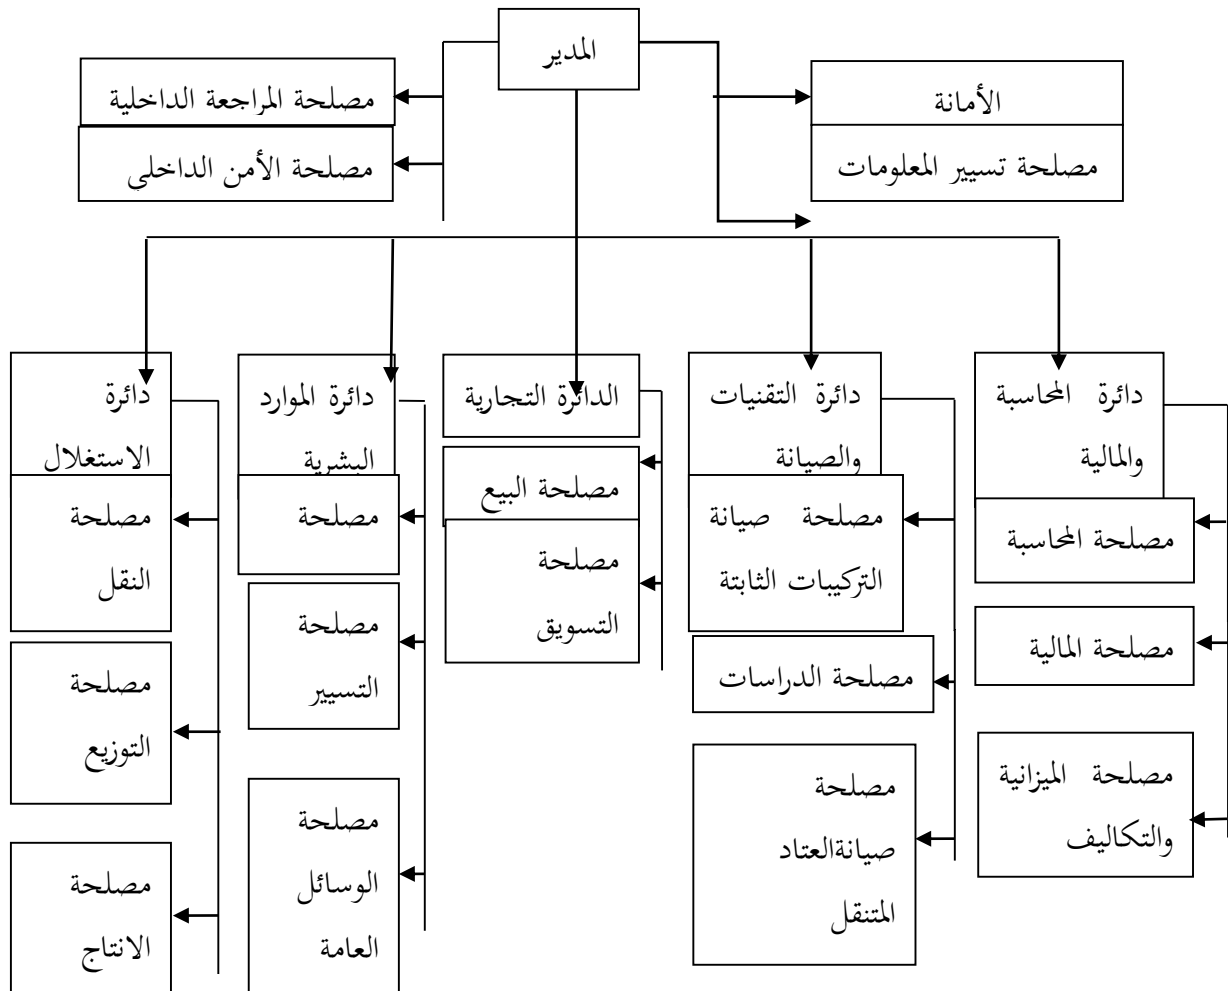 المدير
الأمانة
مصلحة تسيير المعلومات
مصلحة المراجعة الداخلية
مصلحة الأمن الداخلى
دائرة المحاسبة
والمالية
مصلحة المحاسبة
مصلحة المالية
مصلحة الميزانية
والتكاليف
دائرة التقنيات
والصيانة
مصلحة صيانة
التركيبات الثابتة
مصلحة الدراسات
مصلحة
صيانةالعتاد
المتنقل
الدائرة التجارية
مصلحة البيع
مصلحة
التسويق
دائرة الموارد
البشرية
مصلحة
مصلحة
التسيير
مصلحة
الوسائل
العامة
دائرة
الاستغلال
مصلحة
النقل
مصلحة
التوزيع
مصلحة
الانتاج